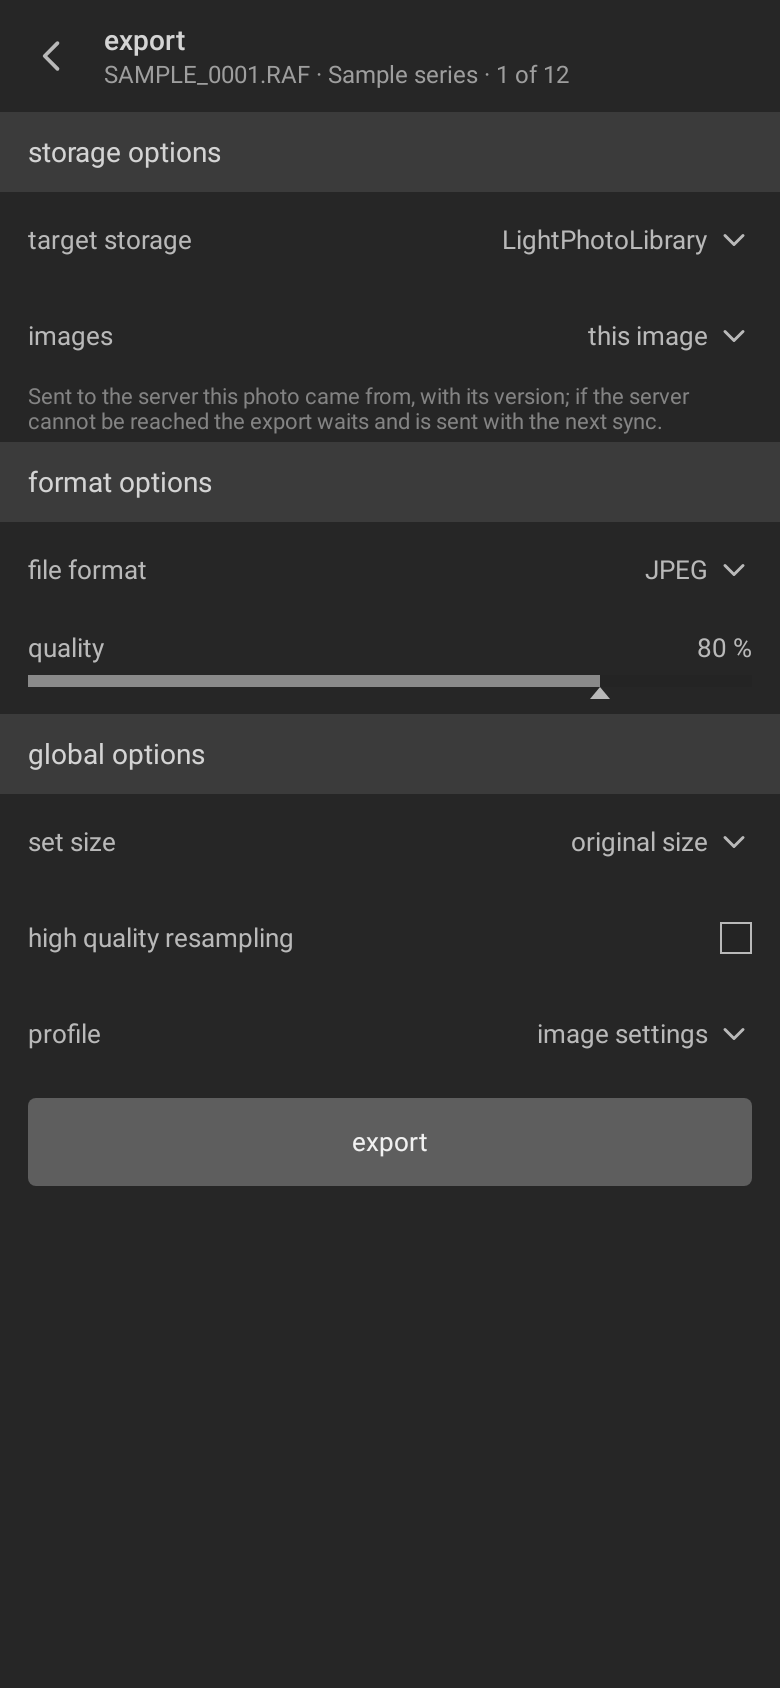 export
SAMPLE_0001.RAF · Sample series · 1 of 12
storage options
target storage LightPhotoLibrary
images this image
Sent to the server this photo came from, with its version; if the server
cannot be reached the export waits and is sent with the next sync.
format options
file format JPEG
quality 80 %
global options
set size original size
high quality resampling
profile image settings
export